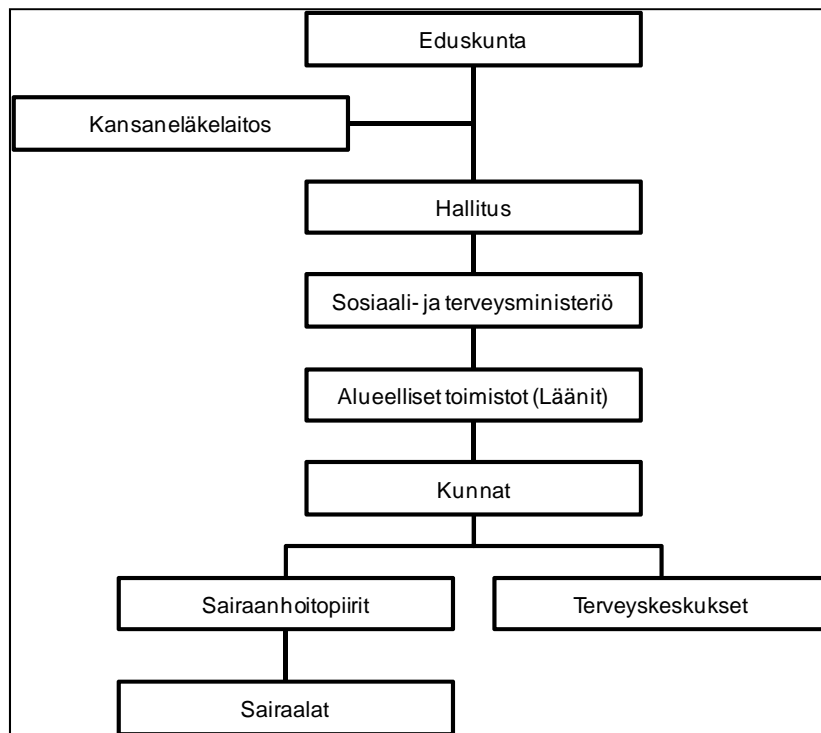 Eduskunta
Kansaneläkelaitos
Hallitus
Sosiaali- ja terveysministeriö
Alueelliset toimistot (Läänit)
Kunnat
Sairaanhoitopiirit
Terveyskeskukset
Sairaalat